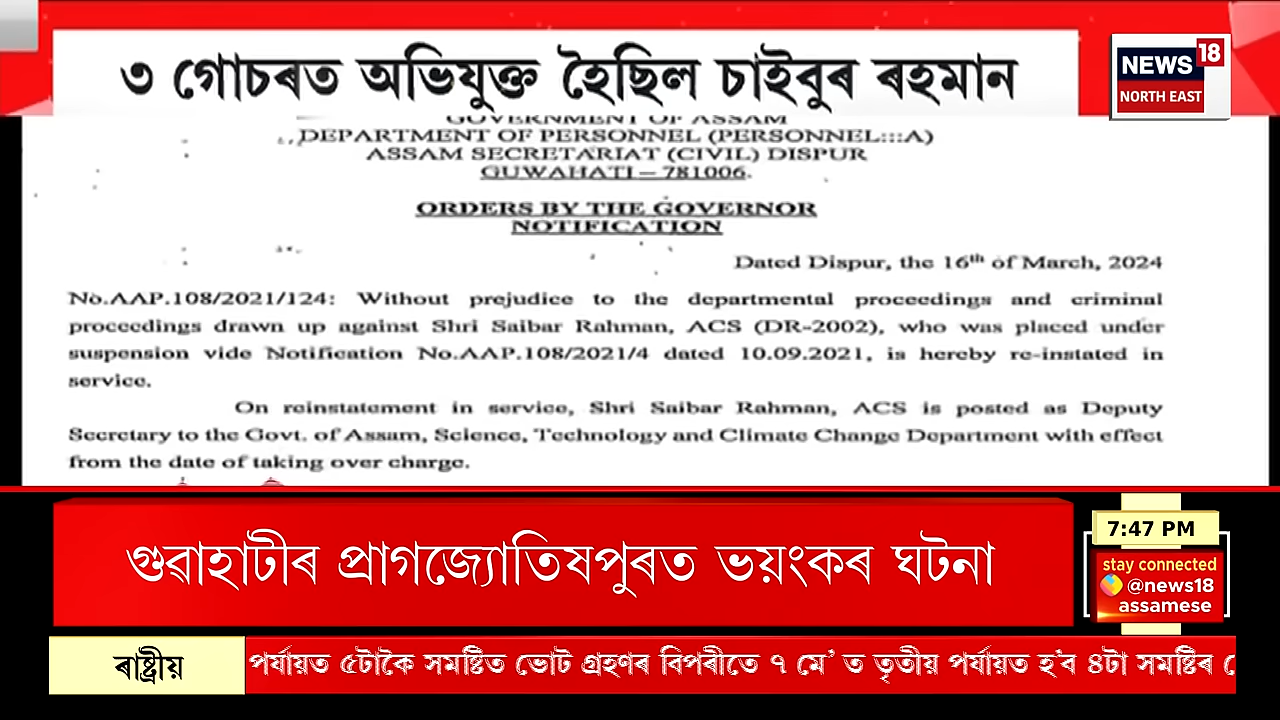 ৩ গোচৰত অভিযুক্ত হৈছিল চাইবুৰ ৰহমান
NEWS 18
NORTH EAST
GOVERNMENT OF ASSAM
DEPARTMENT OF PERSONNEL (PERSONNEL:::A)
ASSAM SECRETARIAT (CIVIL) DISPUR
GUWAHATI – 781006.
ORDERS BY THE GOVERNOR
NOTIFICATION
Dated Dispur, the 16th of March, 2024
No.AAP.108/2021/124: Without prejudice to the departmental proceedings and criminal
proceedings drawn up against Shri Saibar Rahman, ACS (DR-2002), who was placed under
suspension vide Notification No.AAP.108/2021/4 dated 10.09.2021, is hereby re-instated in
service.
On reinstatement in service, Shri Saibar Rahman, ACS is posted as Deputy
Secretary to the Govt. of Assam, Science, Technology and Climate Change Department with effect
from the date of taking over charge.
গুৱাহাটীৰ প্ৰাগজ্যোতিষপুৰত ভয়ংকৰ ঘটনা
7:47 PM
stay connected
@news18
assamese
ৰাষ্ট্ৰীয়
পৰ্যায়ত ৫টাকৈ সমষ্টিত ভোট গ্ৰহণৰ বিপৰীতে ৭ মে' ত তৃতীয় পৰ্যায়ত হ'ব ৪টা সমষ্টিৰ